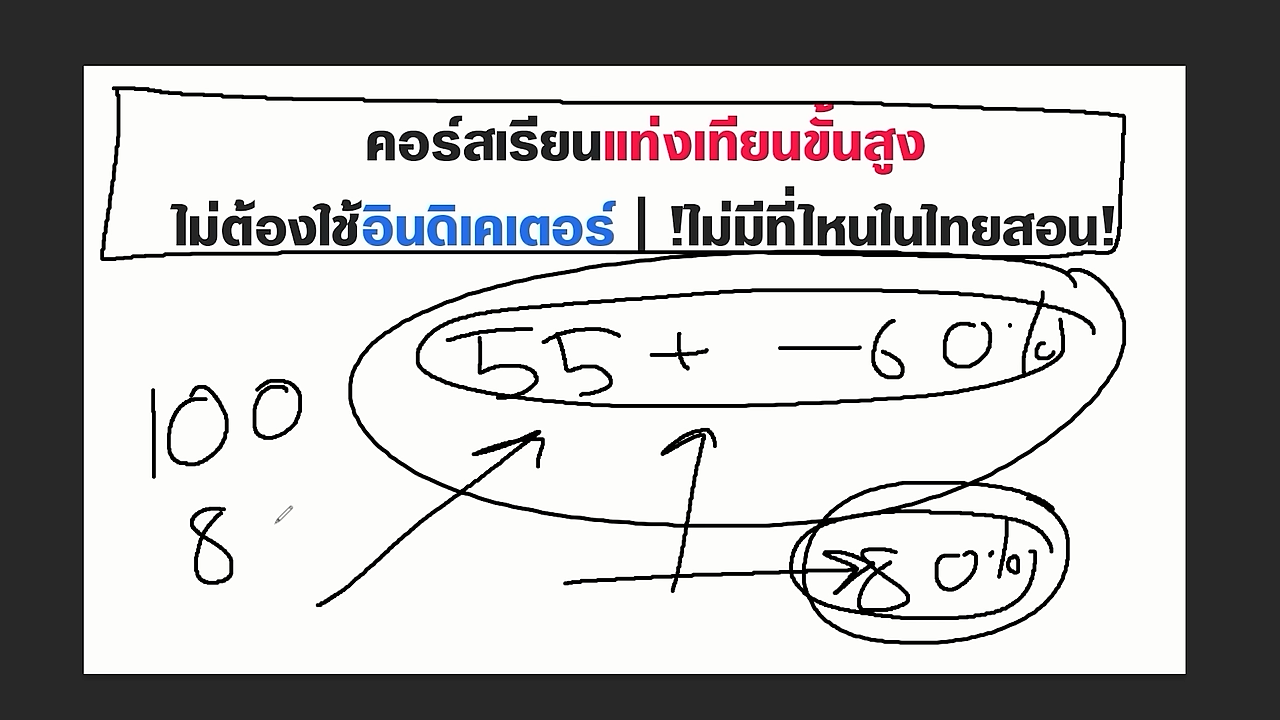 คอร์สเรียนแท่งเทียนขั้นสูง
ไม่ต้องใช้อินดิเคเตอร์ | !ไม่มีที่ไหนในไทยสอน!
55+ -60%
100
8
80%